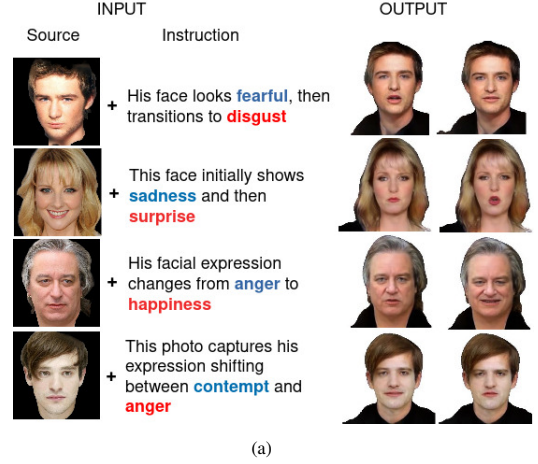 INPUT OUTPUT
Source Instruction
+ His face looks fearful, then
transitions to disgust
+ This face initially shows
sadness and then
surprise
+ His facial expression
changes from anger to
happiness
+ This photo captures his
expression shifting
between contempt and
anger
(a)